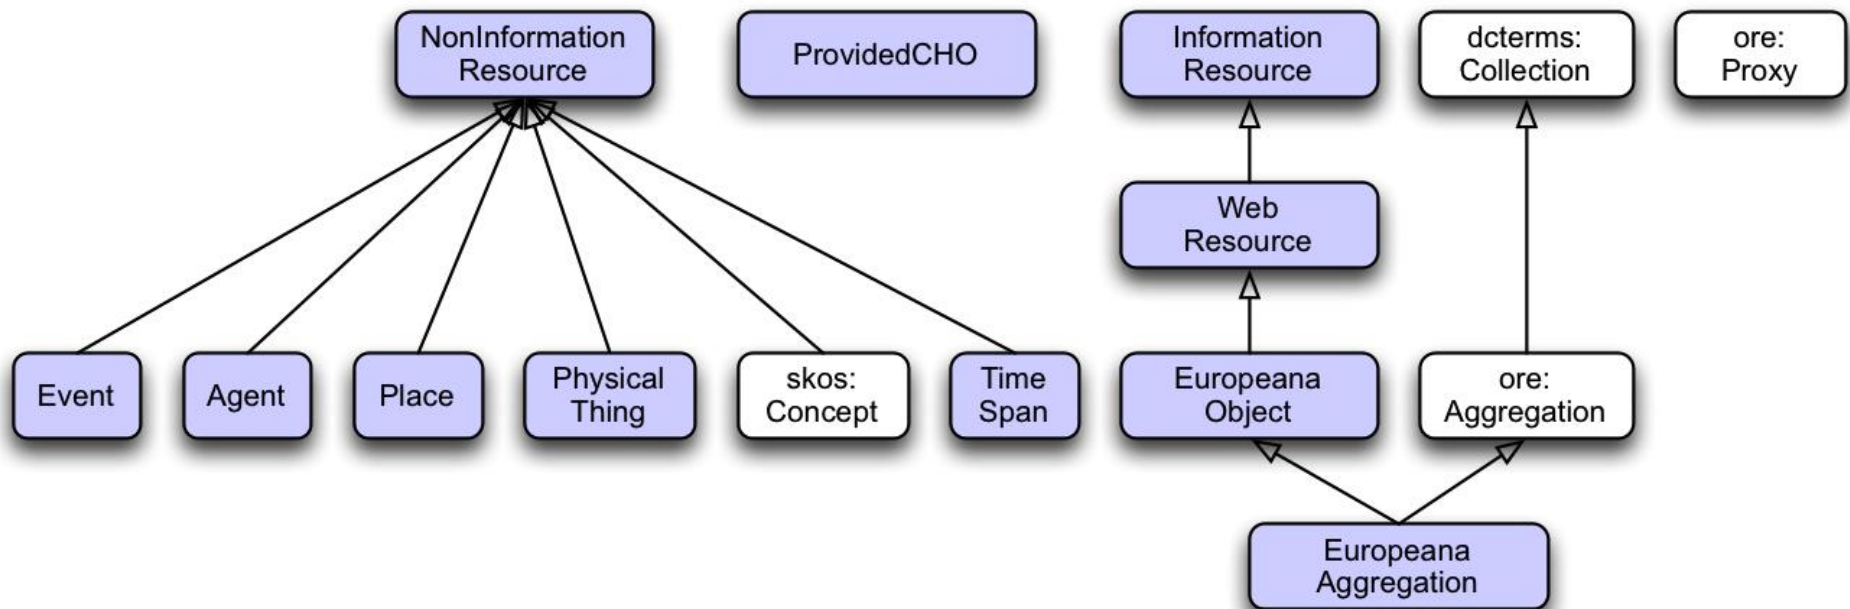 NonInformation
Resource
ProvidedCHO
Information
Resource
dcterms:
Collection
ore:
Proxy
Web
Resource
Event
Agent
Place
Physical
Thing
skos:
Concept
Time
Span
Europeana
Object
ore:
Aggregation
Europeana
Aggregation